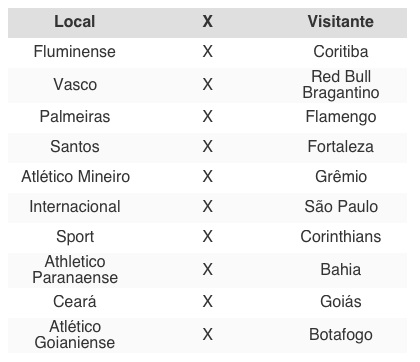 Local X Visitante
Fluminense X Coritiba
Vasco X Red Bull
Bragantino
Palmeiras X Flamengo
Santos X Fortaleza
Atlético Mineiro X Grêmio
Internacional X São Paulo
Sport X Corinthians
Athletico
Paranaense X Bahia
Ceará X Goiás
Atlético
Goianiense X Botafogo